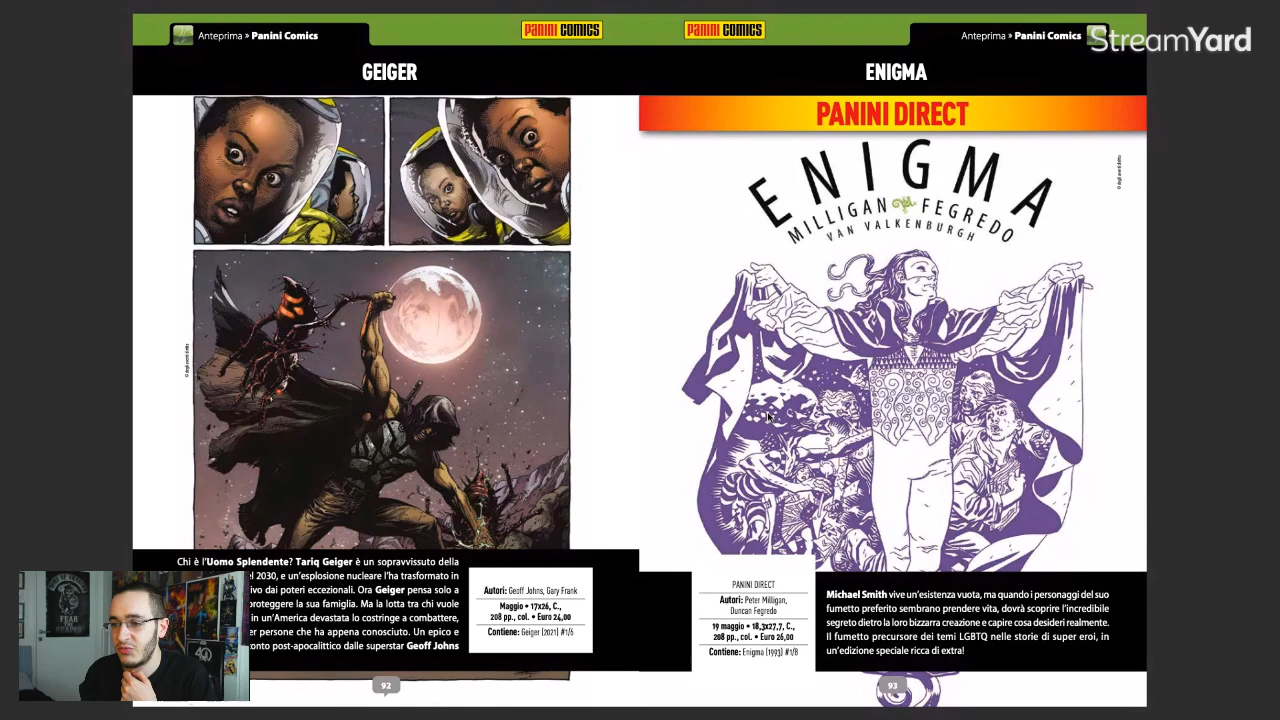 Anteprima » Panini Comics
PANINI COMICS
PANINI COMICS
Anteprima » Panini Comics
StreamYard
GEIGER
ENIGMA
PANINI DIRECT
ENIGMA
MILLIGAN FEGREDO
VAN VALKENBURGH
Chi è l'Uomo Splendente? Tariq Geiger è un sopravvissuto della
l 2030, e un'esplosione nucleare l'ha trasformato in
ivo dai poteri eccezionali. Ora Geiger pensa solo a
proteggere la sua famiglia. Ma la lotta tra chi vuole
in un'America devastata lo costringe a combattere,
er persone che ha appena conosciuto. Un epico e
onto post-apocalittico dalle superstar Geoff Johns
Autori: Geoff Johns, Gary Frank
Maggio • 17x26, C.,
208 pp., col. • Euro 24,00
Contiene: Geiger (2021) #1/6
92
PANINI DIRECT
Autori: Peter Milligan,
Duncan Fegredo
19 maggio • 18,3x27,7, C.,
208 pp., col. • Euro 26,00
Contiene: Enigma (1993) #1/8
Michael Smith vive un'esistenza vuota, ma quando i personaggi del suo
fumetto preferito sembrano prendere vita, dovrà scoprire l'incredibile
segreto dietro la loro bizzarra creazione e capire cosa desideri realmente.
Il fumetto precursore dei temi LGBTQ nelle storie di super eroi, in
un'edizione speciale ricca di extra!
93